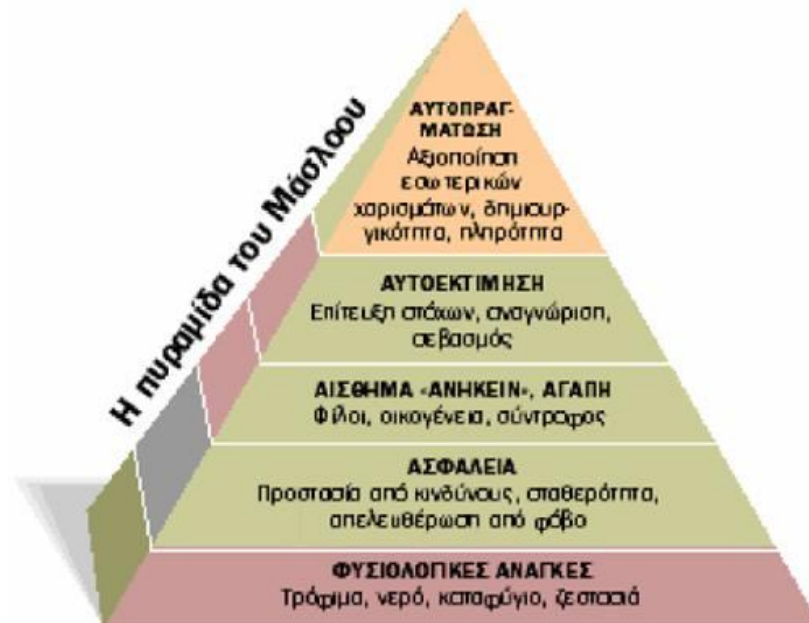 Η πυραμίδα του Μάσλοου
ΑΥΤΟΠΡΑΓ-
ΜΑΤΩΣΗ
Αξιοποίηση
εσωτερικών
χαρισμάτων, δημιουρ-
γικότητα, πληρότητα
ΑΥΤΟΕΚΤΙΜΗΣΗ
Επίτευξη στόχων, αναγνώριση,
σεβασμός
ΑΙΣΘΗΜΑ «ΑΝΗΚΕΙΝ», ΑΓΑΠΗ
Φίλοι, οικογένεια, σύντροφος
ΑΣΦΑΛΕΙΑ
Προστασία από κινδύνους, σταθερότητα,
απελευθέρωση από φόβο
ΦΥΣΙΟΛΟΓΙΚΕΣ ΑΝΑΓΚΕΣ
Τρόφιμα, νερό, καταφύγιο, ζεστασιά